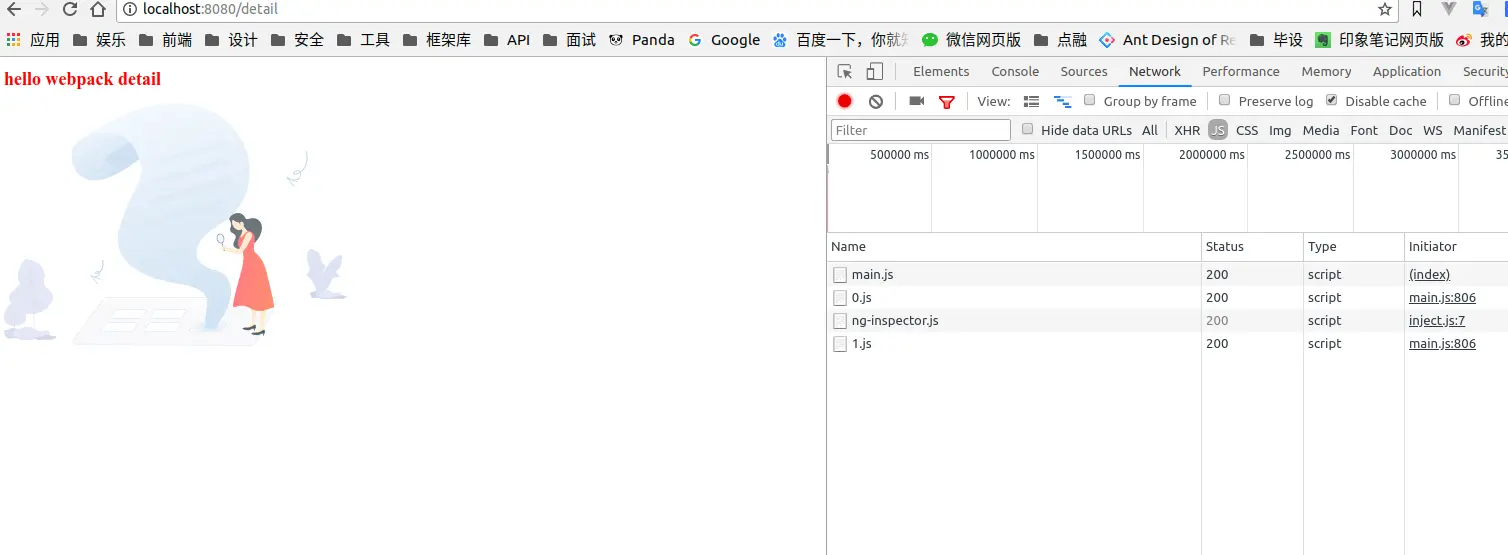 localhost:8080/detail
应用 娱乐 前端 设计 安全 工具 框架库 API 面试 Panda Google 百度一下，你就 微信网页版 点融 Ant Design of Re 毕设 印象笔记网页版 我的
hello webpack detail
Elements Console Sources Network Performance Memory Application Security
View: Group by frame Preserve log Disable cache Offline
Filter Hide data URLs All XHR JS CSS Img Media Font Doc WS Manifest
500000 ms 1000000 ms 1500000 ms 2000000 ms 2500000 ms 3000000 ms 35
Name Status Type Initiator
main.js 200 script (index)
0.js 200 script main.js:806
ng-inspector.js 200 script inject.js:7
1.js 200 script main.js:806